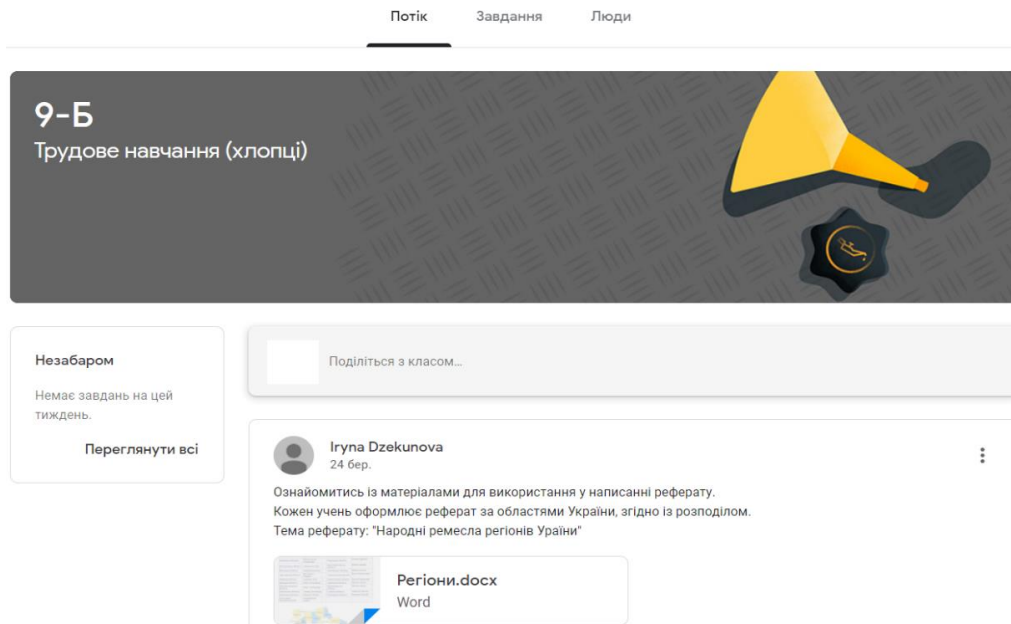 Потік Завдання Люди
9-Б
Трудове навчання (хлопці)
Незабаром
Немає завдань на цей
тиждень.
Переглянути всі
Поділіться з класом...
Iryna Dzekunova
24 бер.
Ознайомитись із матеріалами для використання у написанні реферату.
Кожен учень оформлює реферат за областями України, згідно із розподілом.
Тема реферату: "Народні ремесла регіонів Ураїни"
Регіони.docx
Word